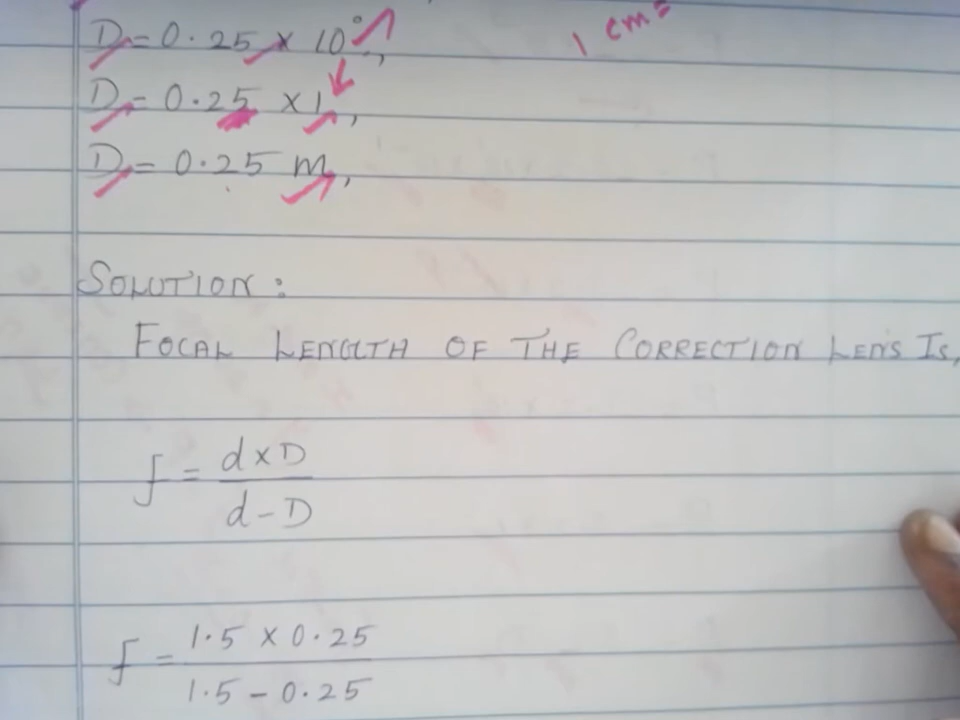 D = 0.25 × 10°,
1 cm =
D = 0.25 × 1,
D = 0.25 m,
SOLUTION:
FOCAL LENGTH OF THE CORRECTION LENS IS,
f = d×D / d-D
f = 1.5 × 0.25 / 1.5 - 0.25